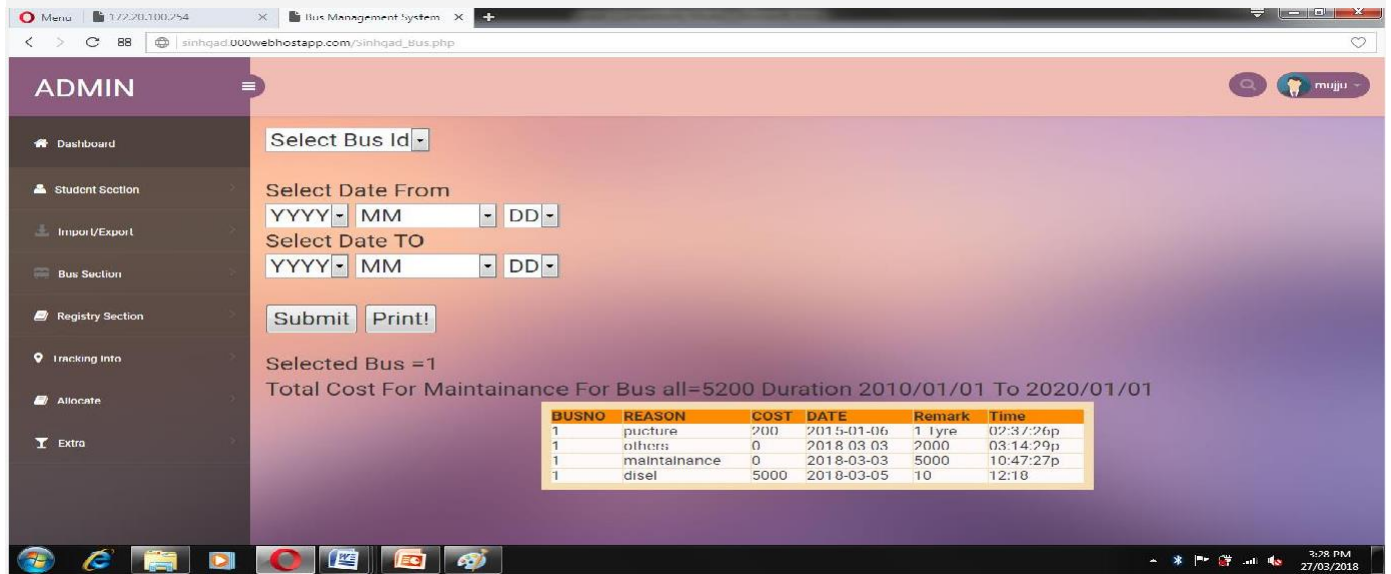 Menu 172.20.100.254 Bus Management System
88 sinhgad.000webhostapp.com/Sinhgad_Bus.php
ADMIN
mujju
Dashboard
Student Section
Import/Export
Bus Section
Registry Section
Tracking Info
Allocate
Extra
Select Bus Id
Select Date From
YYYY MM DD
Select Date TO
YYYY MM DD
Submit Print!
Selected Bus =1
Total Cost For Maintainance For Bus all=5200 Duration 2010/01/01 To 2020/01/01
BUSNO REASON COST DATE Remark Time
1 pucture 200 2015-01-06 1 Tyre 02:37:26p
1 others 0 2018-03-03 2000 03:14:29p
1 maintainance 0 2018-03-03 5000 10:47:27p
1 disel 5000 2018-03-05 10 12:18
3:28 PM
27/03/2018